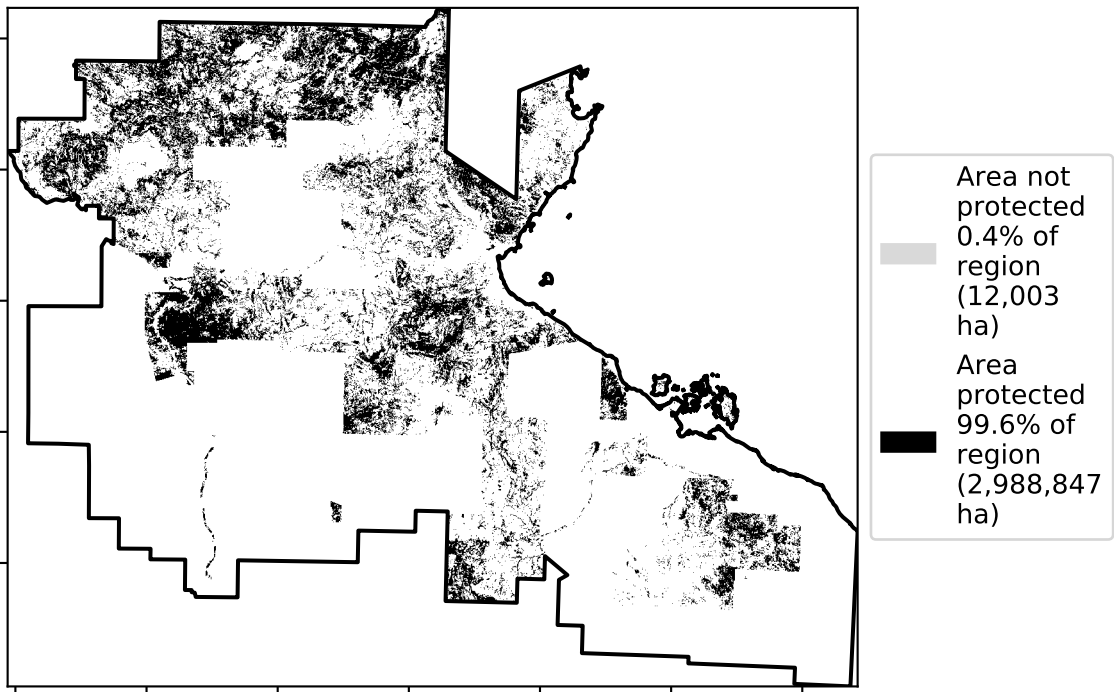 Area not
protected
0.4% of
region
(12,003
ha)
Area
protected
99.6% of
region
(2,988,847
ha)